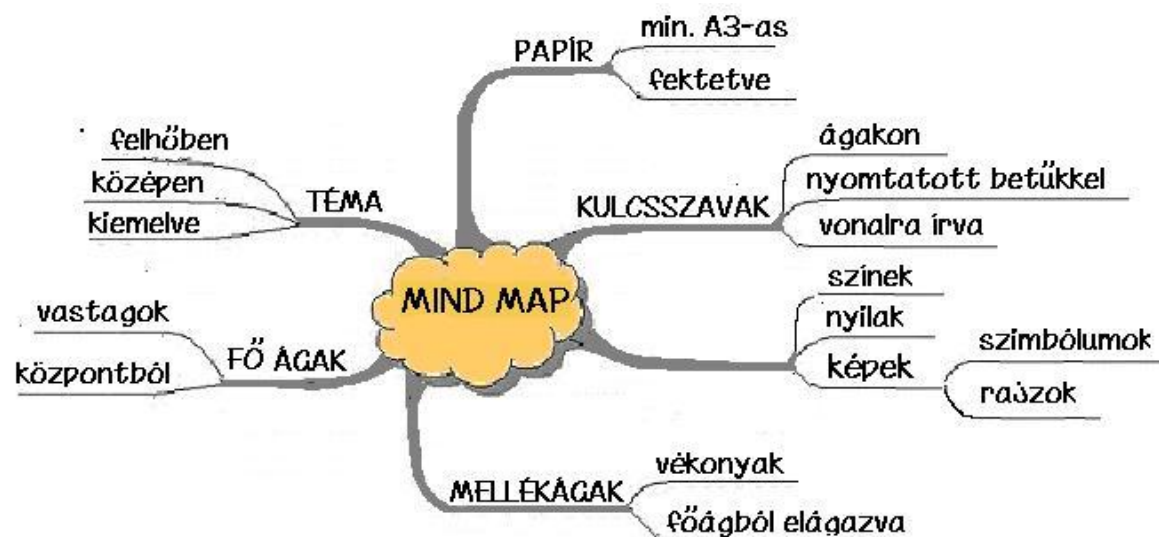 MIND MAP
PAPÍR
min. A3-as
fektetve
KULCSSZAVAK
ágakon
nyomtatott betűkkel
vonalra írva
színek
nyilak
képek
szimbólumok
rajzok
MELLÉKÁGAK
vékonyak
főágból elágazva
FŐ ÁGAK
vastagok
központból
TÉMA
felhőben
középen
kiemelve